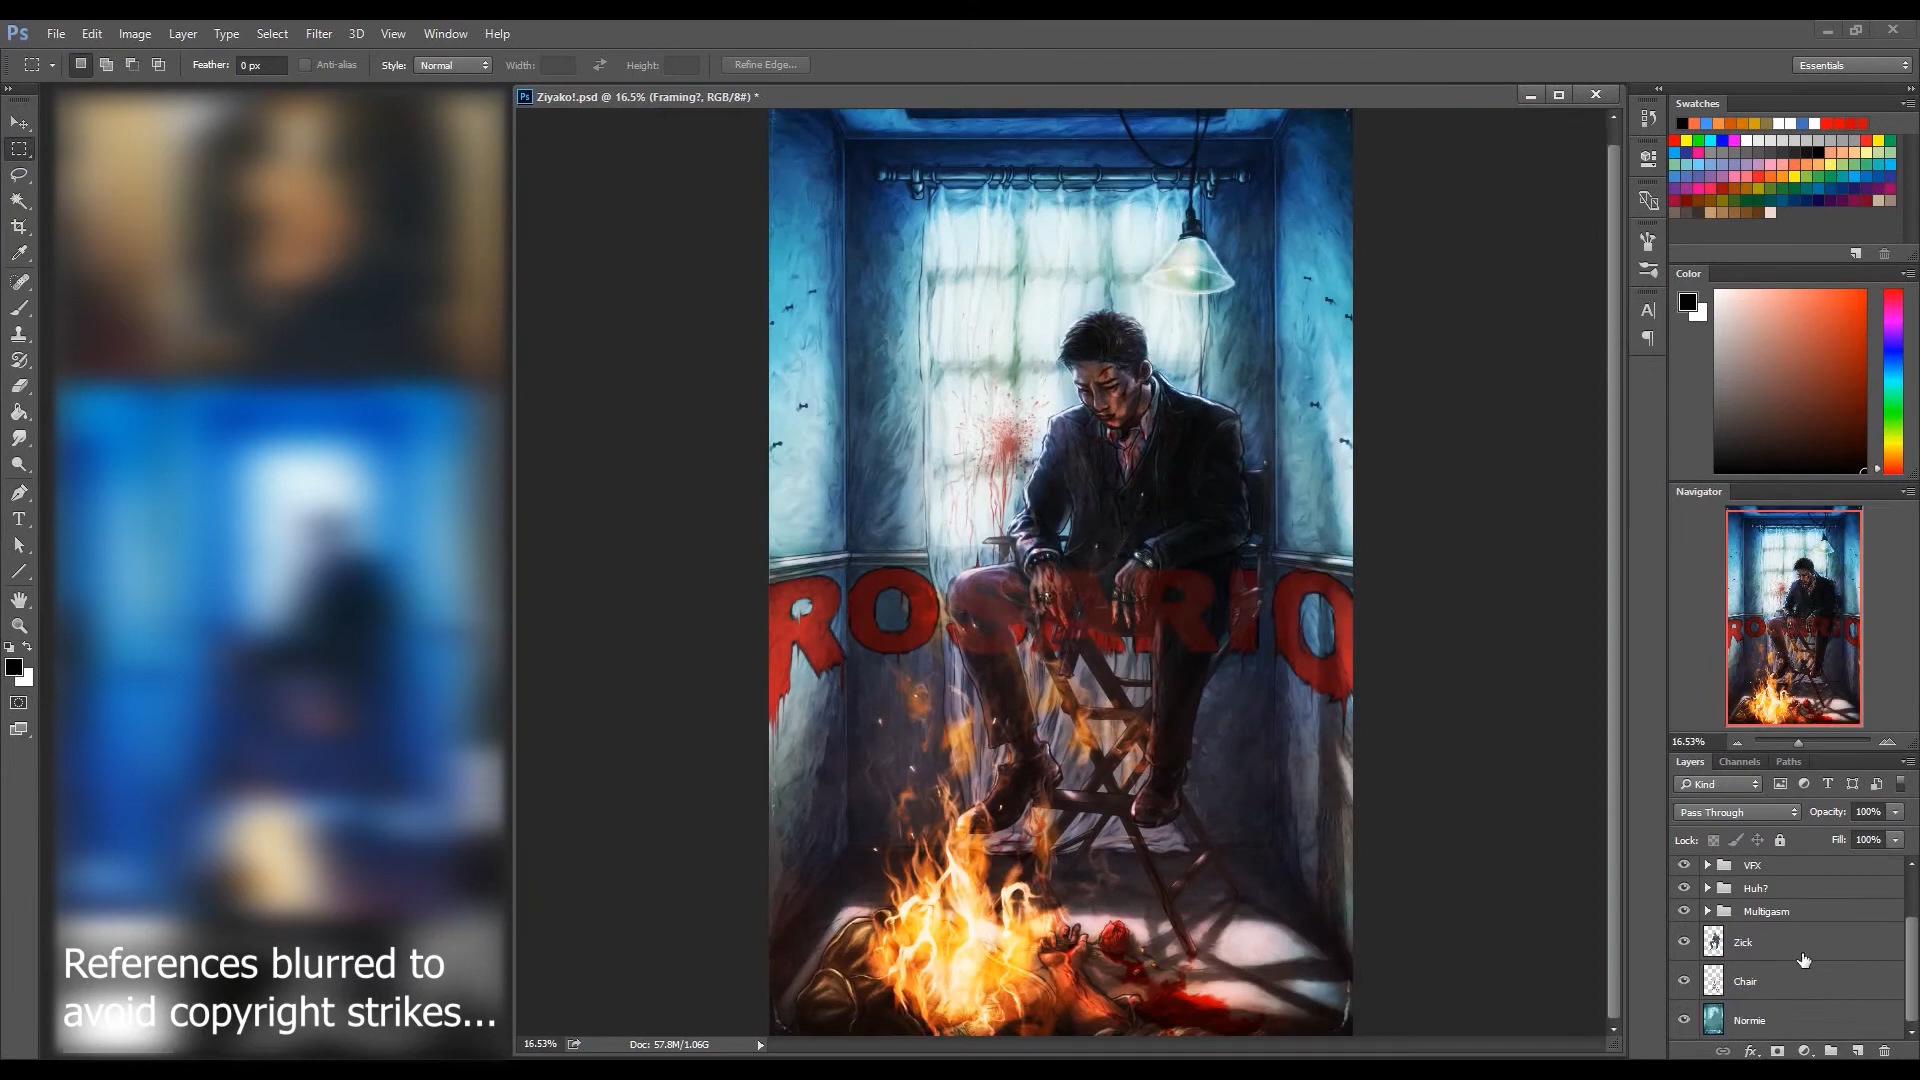 Ps File Edit Image Layer Type Select Filter 3D View Window Help
Feather: 0 px Anti-alias Style: Normal Width: Height: Refine Edge... Essentials
Ps Ziyako!.psd @ 16.5% (Framing?, RGB/8#) *
Swatches
Color
Navigator
16.53%
Layers Channels Paths
Kind
Pass Through Opacity: 100%
Lock: Fill: 100%
VFX
Huh?
Multigasm
Zick
Chair
Normie
fx
ROSARIO
References blurred to
avoid copyright strikes...
16.53% Doc: 57.8M/1.06G